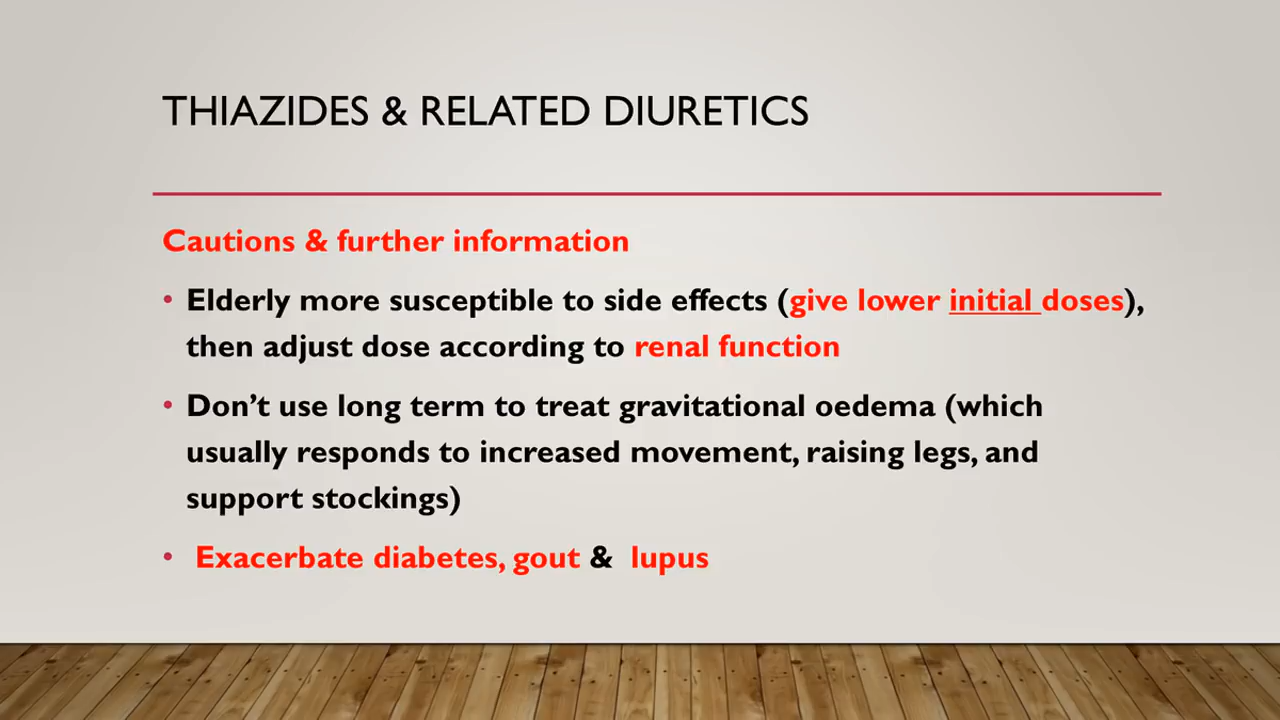 THIAZIDES & RELATED DIURETICS
Cautions & further information
• Elderly more susceptible to side effects (give lower initial doses),
then adjust dose according to renal function
• Don't use long term to treat gravitational oedema (which
usually responds to increased movement, raising legs, and
support stockings)
• Exacerbate diabetes, gout & lupus